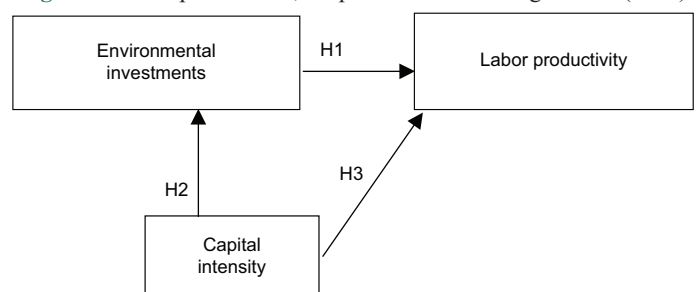 Environmental
investments
H1
Labor productivity
H2
H3
Capital
intensity